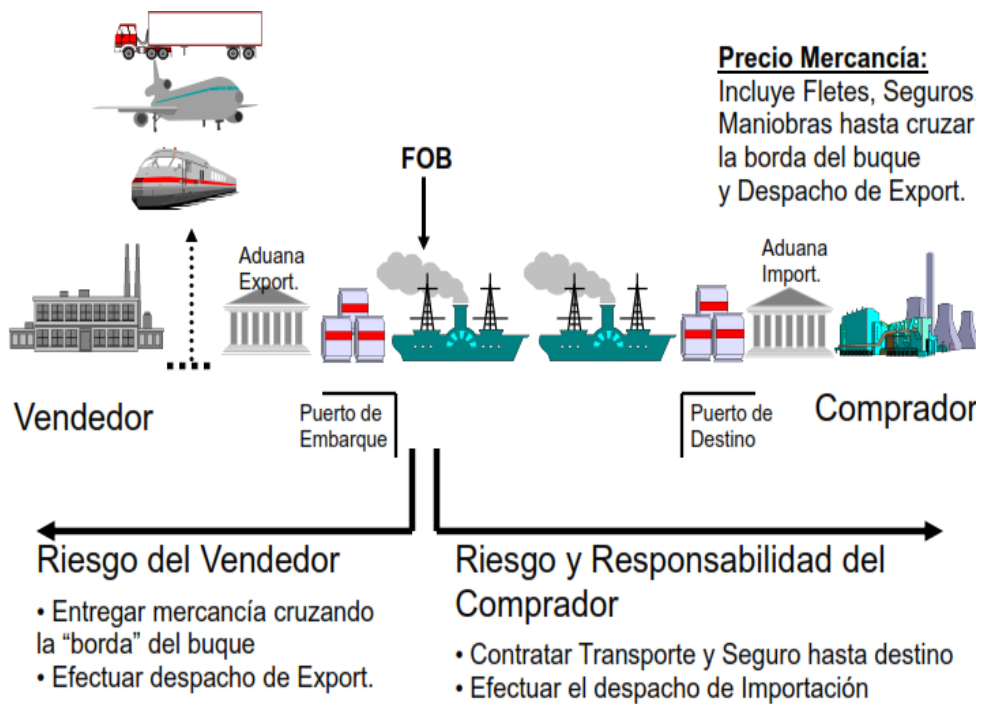 Precio Mercancía:
Incluye Fletes, Seguros
Maniobras hasta cruzar
la borda del buque
y Despacho de Export.
FOB
Aduana
Export.
Aduana
Import.
Vendedor
Puerto de
Embarque
Puerto de
Destino
Comprador
Riesgo del Vendedor
• Entregar mercancía cruzando
la “borda” del buque
• Efectuar despacho de Export.
Riesgo y Responsabilidad del
Comprador
• Contratar Transporte y Seguro hasta destino
• Efectuar el despacho de Importación